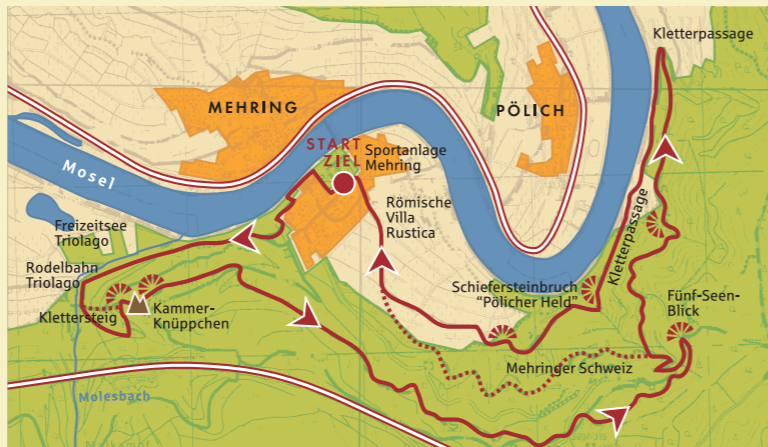 Kletterpassage
MEHRING
PÖLICH
START
ZIEL
Sportanlage
Mehring
Mosel
Römische
Villa
Rustica
Freizeitsee
Triolago
Rodelbahn
Triolago
Klettersteig
Kammer-
Knüppchen
Schiefersteinbruch
"Pölicher Held"
Kletterpassage
Fünf-Seen-
Blick
Mehringer Schweiz
Molesbach